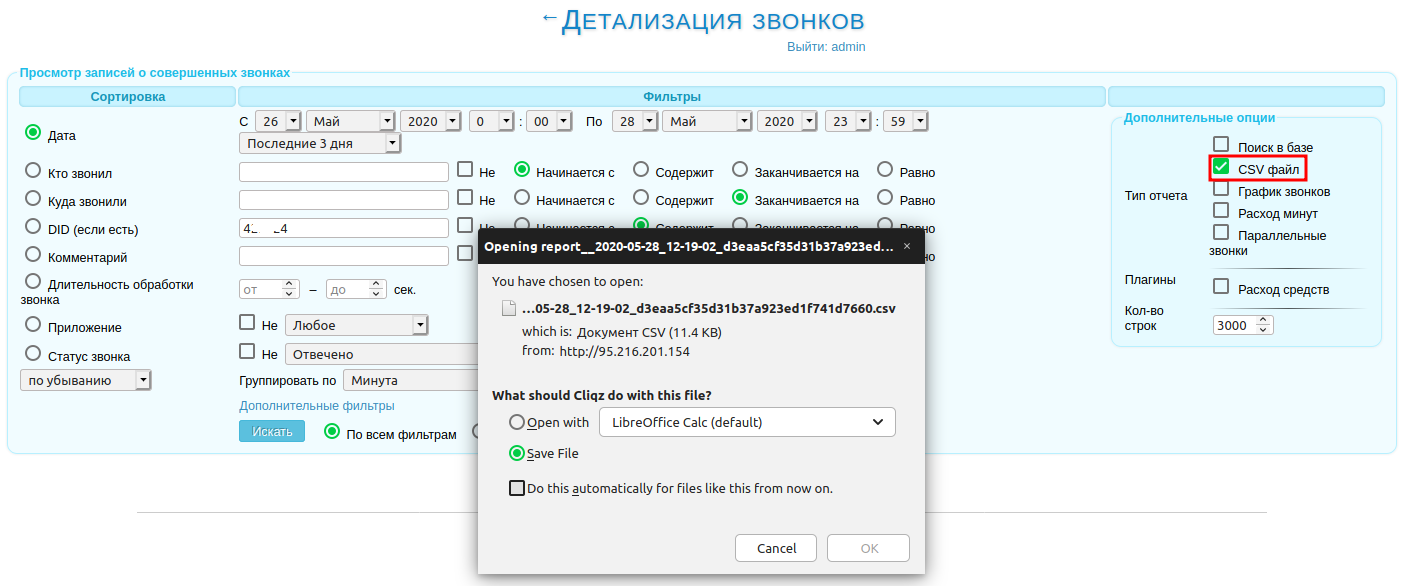 ←Детализация звонков
Выйти: admin
Просмотр записей о совершенных звонках
Сортировка Фильтры
Дата С 26 Май 2020 0 : 00 По 28 Май 2020 23 : 59
Последние 3 дня
Кто звонил Не Начинается с Содержит Заканчивается на Равно
Куда звонили Не Начинается с Содержит Заканчивается на Равно
DID (если есть) Не Начинается с Содержит Заканчивается на Равно
Комментарий
Длительность обработки
звонка
от – до сек.
Приложение Не Любое
Статус звонка Не Отвечено
по убыванию Группировать по Минута
Дополнительные фильтры
Искать По всем фильтрам
Дополнительные опции
Тип отчета
Поиск в базе
CSV файл
График звонков
Расход минут
Параллельные
звонки
Плагины Расход средств
Кол-во
строк
3000
Opening report__2020-05-28_12-19-02_d3eaa5cf35d31b37a923ed... ×
You have chosen to open:
...05-28_12-19-02_d3eaa5cf35d31b37a923ed1f741d7660.csv
which is: Документ CSV (11.4 KB)
from: http://95.216.201.154
What should Cliqz do with this file?
Open with LibreOffice Calc (default)
Save File
Do this automatically for files like this from now on.
Cancel OK